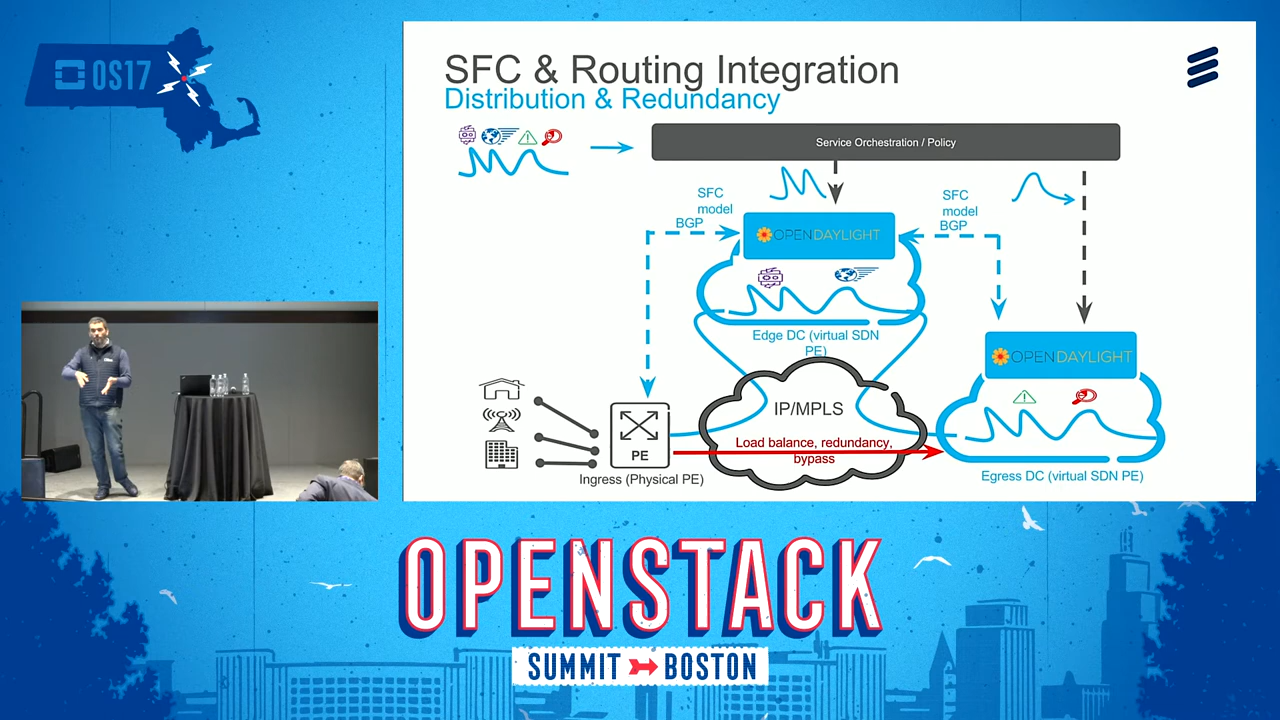 OS17
SFC & Routing Integration
Distribution & Redundancy
Service Orchestration / Policy
SFC
model
BGP
SFC
model
BGP
OPENDAYLIGHT
Edge DC (virtual SDN
PE)
OPENDAYLIGHT
IP/MPLS
Load balance, redundancy,
bypass
PE
Ingress (Physical PE)
Egress DC (virtual SDN PE)
OPENSTACK
SUMMIT BOSTON